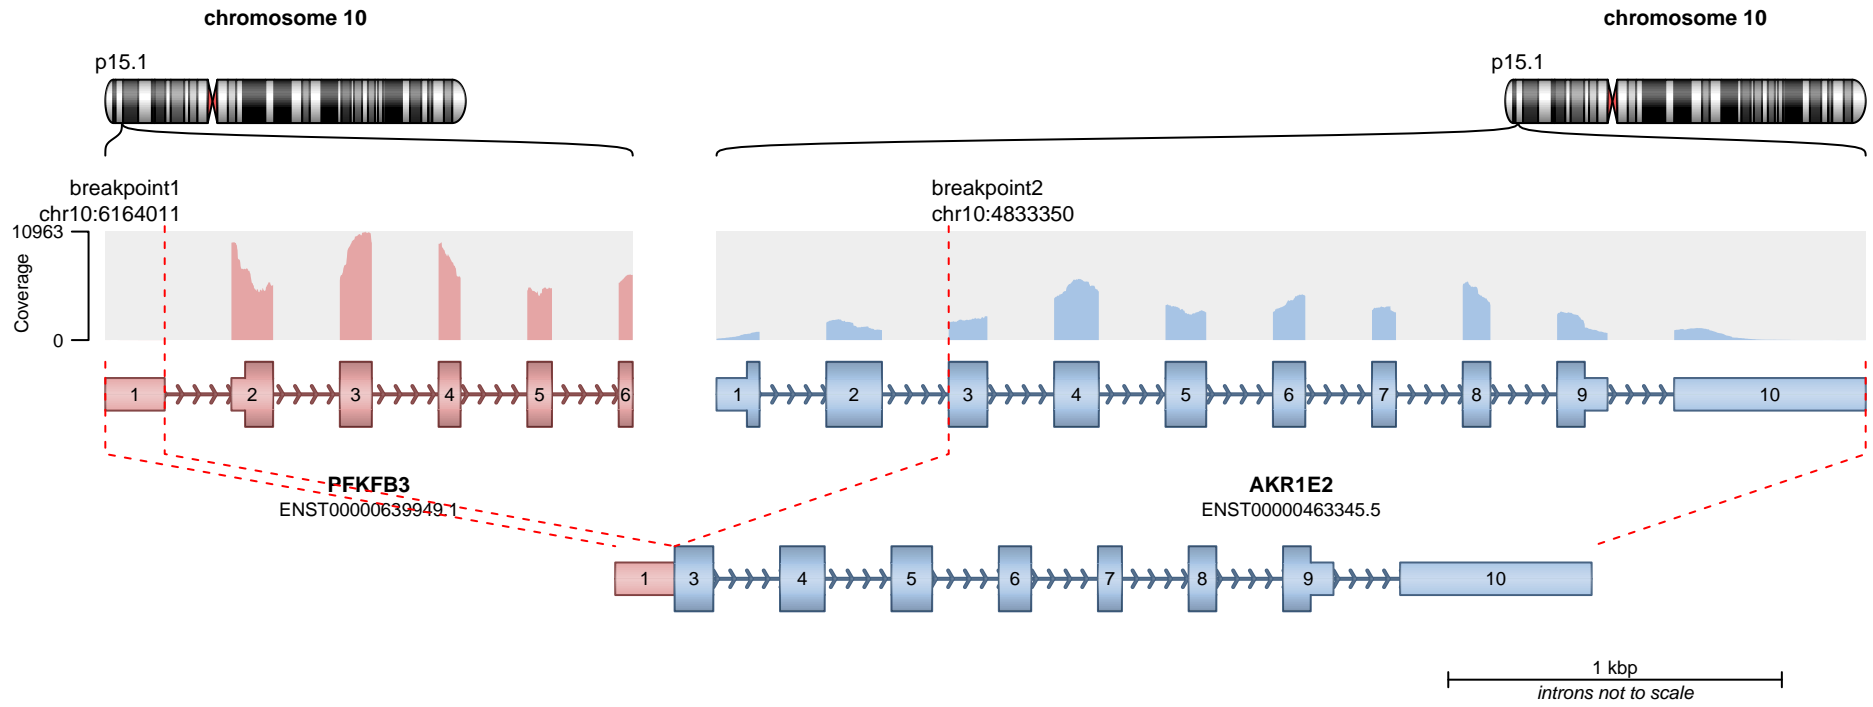 chromosome 10
chromosome 10
p15.1
p15.1
breakpoint1
chr10:6164011
breakpoint2
chr10:4833350
10963
Coverage
0
1 2 3 4 5 6
1 2 3 4 5 6 7 8 9 10
PFKFB3
ENST00000639949.1
AKR1E2
ENST00000463345.5
1 3 4 5 6 7 8 9 10
1 kbp
introns not to scale